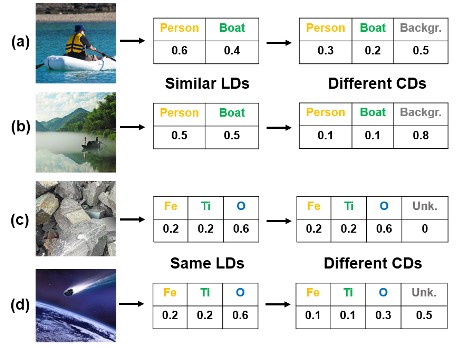 (a)
Person Boat
0.6 0.4
Person Boat Backgr.
0.3 0.2 0.5
Similar LDs Different CDs
(b)
Person Boat
0.5 0.5
Person Boat Backgr.
0.1 0.1 0.8
(c)
Fe Ti O
0.2 0.2 0.6
Fe Ti O Unk.
0.2 0.2 0.6 0
Same LDs Different CDs
(d)
Fe Ti O
0.2 0.2 0.6
Fe Ti O Unk.
0.1 0.1 0.3 0.5